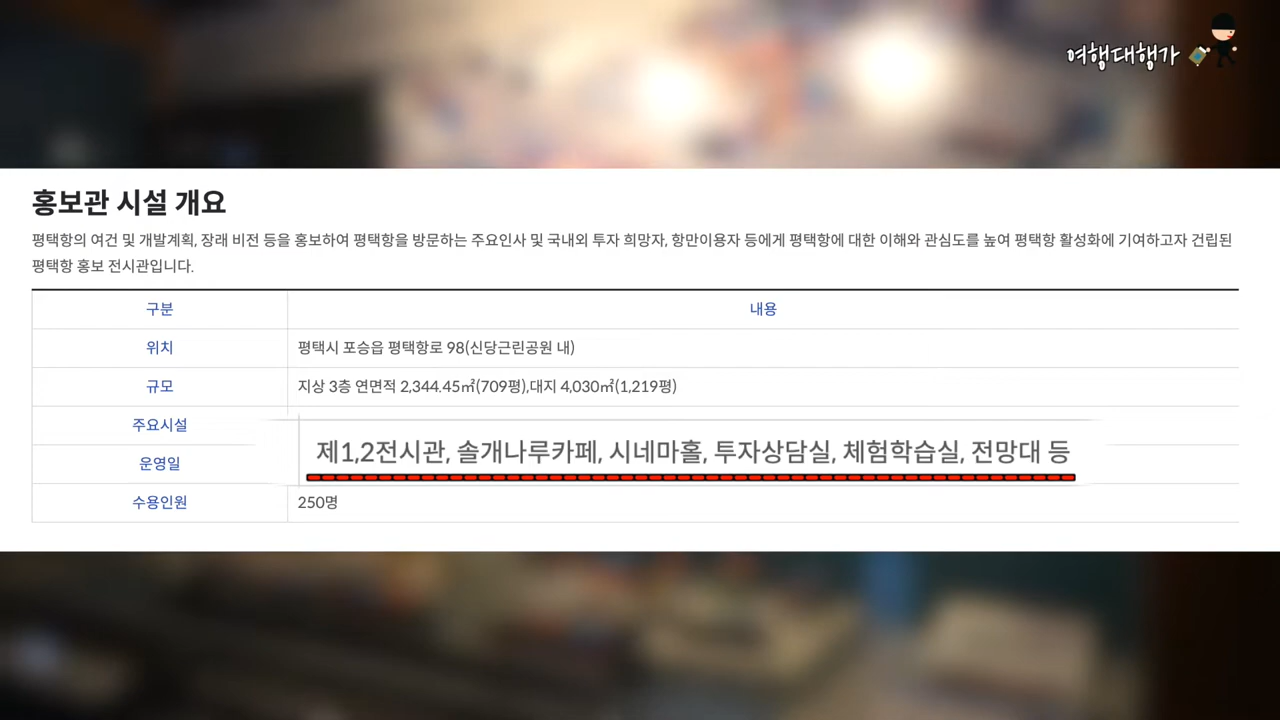 여행대행가
홍보관 시설 개요
평택항의 여건 및 개발계획, 장래 비전 등을 홍보하여 평택항을 방문하는 주요인사 및 국내외 투자 희망자, 항만이용자 등에게 평택항에 대한 이해와 관심도를 높여 평택항 활성화에 기여하고자 건립된
평택항 홍보 전시관입니다.
구분 내용
위치 평택시 포승읍 평택항로 98(신당근린공원 내)
규모 지상 3층 연면적 2,344.45㎡(709평),대지 4,030㎡(1,219평)
주요시설 제1,2전시관, 솔개나루카페, 시네마홀, 투자상담실, 체험학습실, 전망대 등
운영일
수용인원 250명